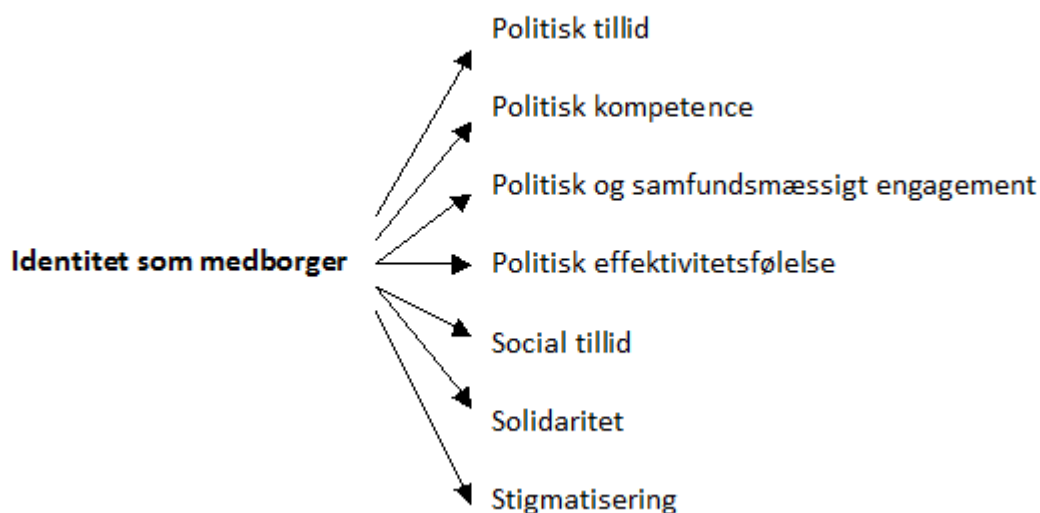 Politisk tillid
Politisk kompetence
Politisk og samfundsmæssigt engagement
Identitet som medborger
Politisk effektivitetsfølelse
Social tillid
Solidaritet
Stigmatisering